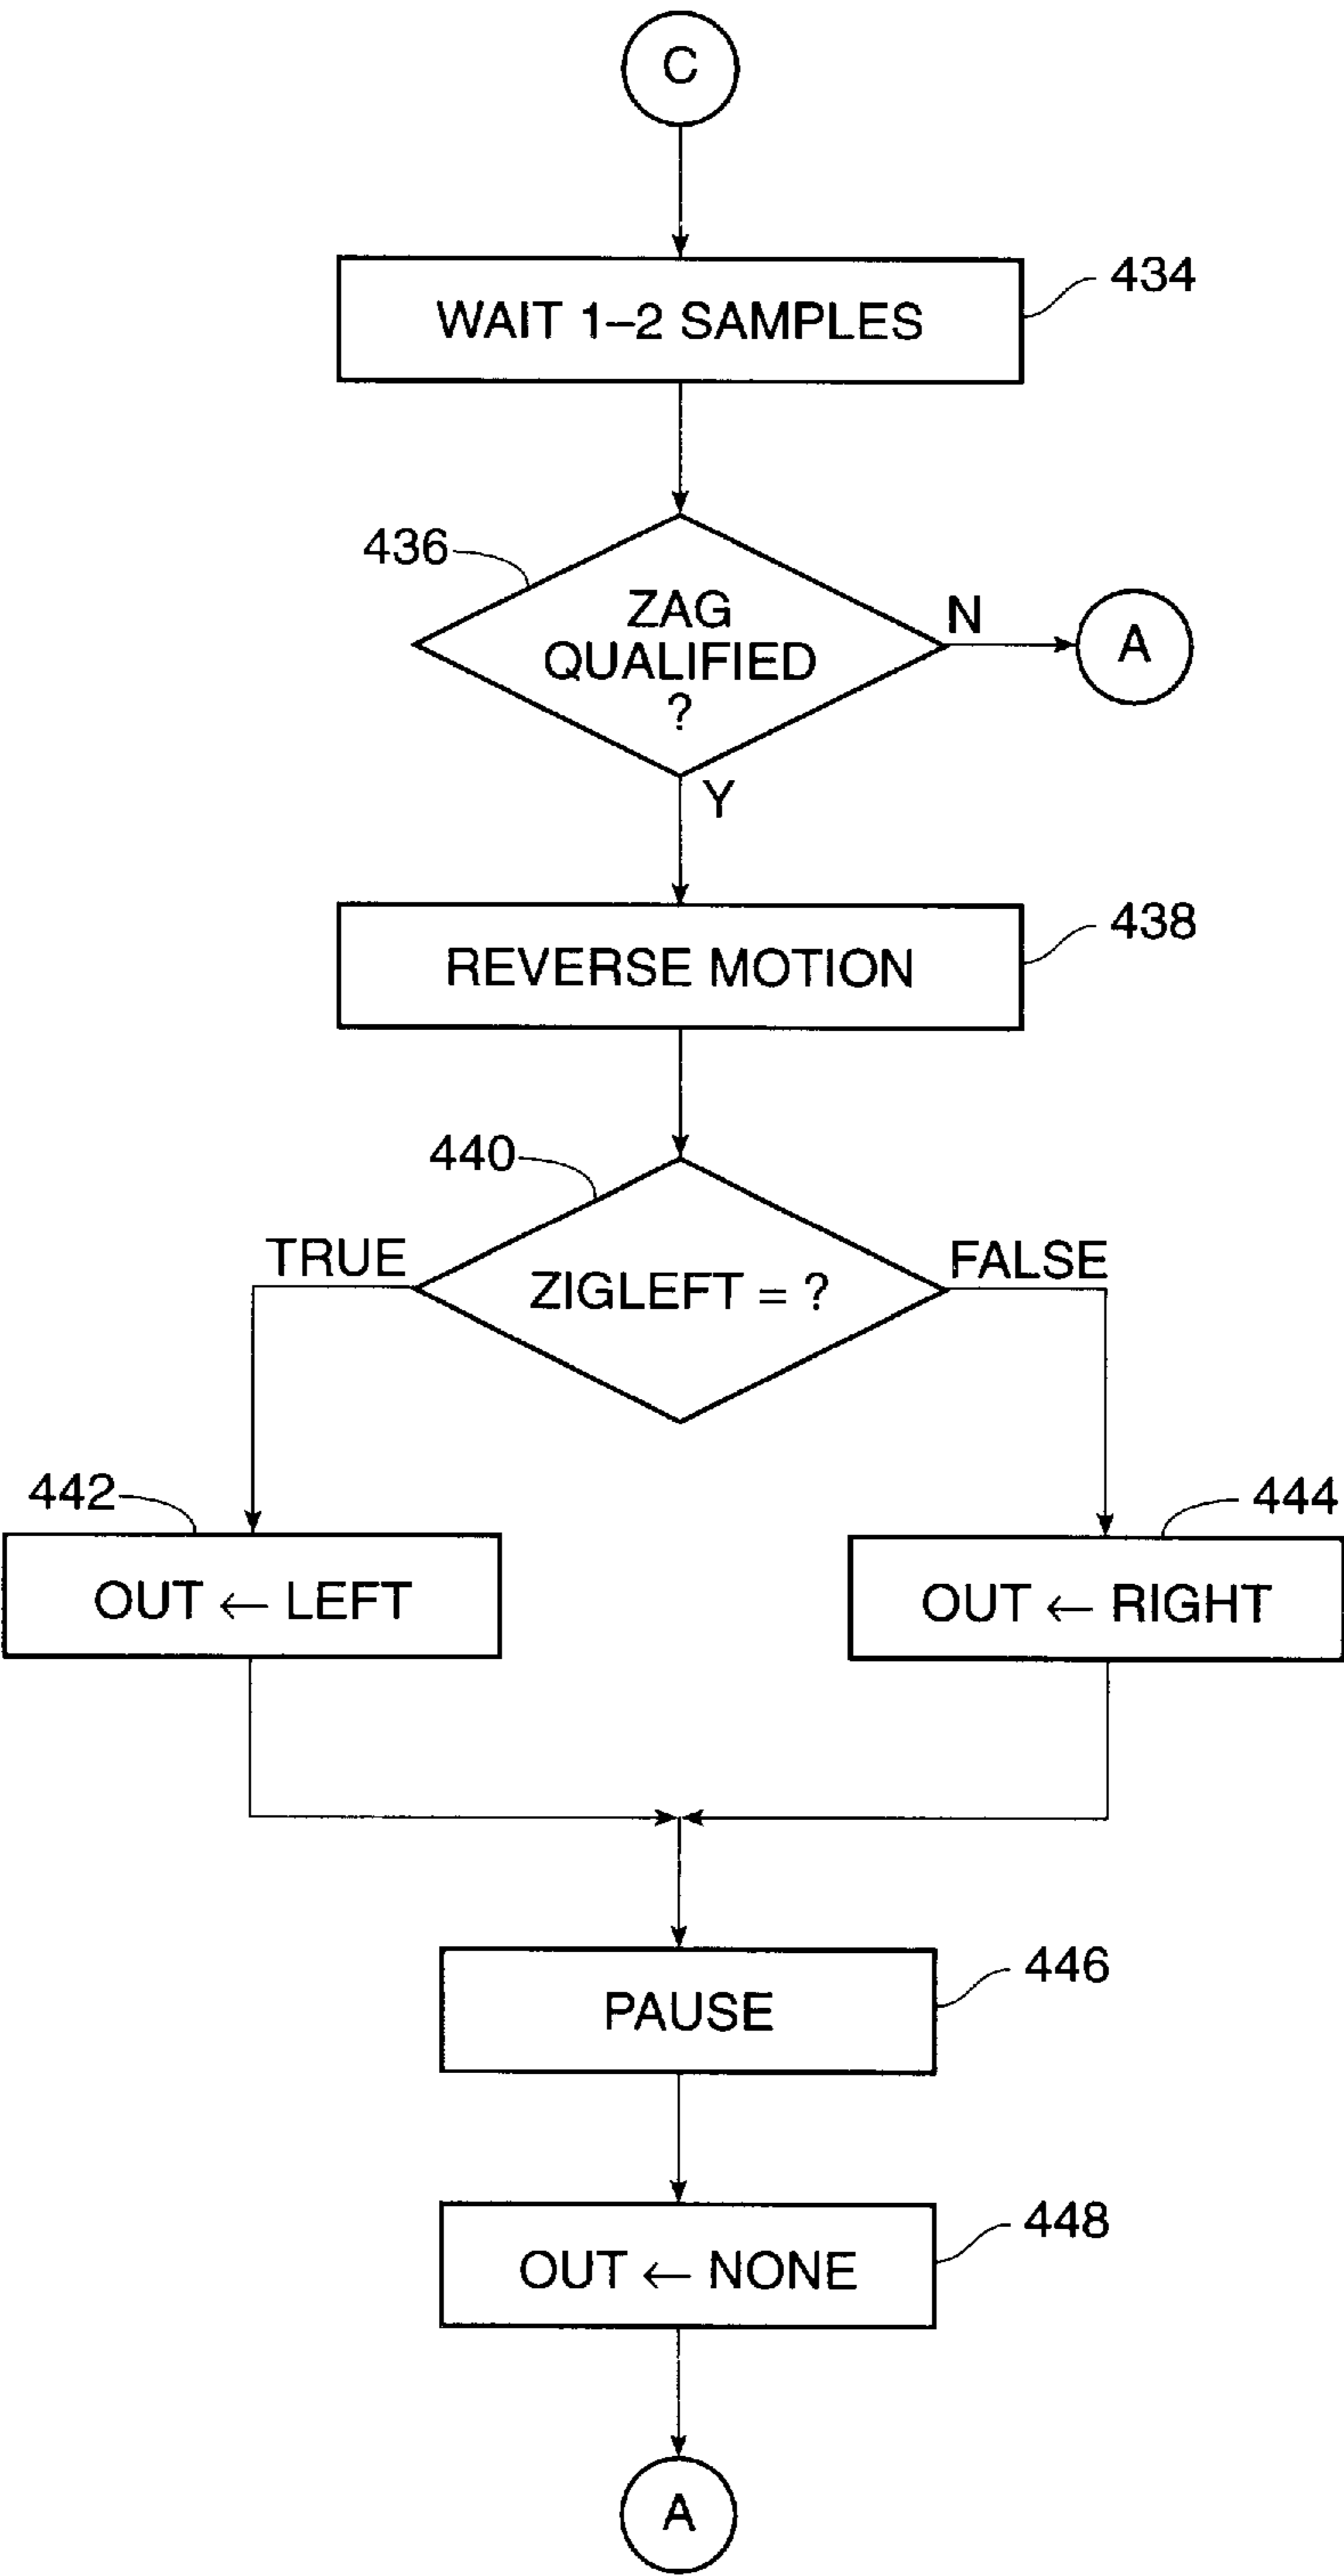 C
WAIT 1–2 SAMPLES
434
436
ZAG
QUALIFIED
?
N
A
Y
REVERSE MOTION
438
440
TRUE
ZIGLEFT = ?
FALSE
442
OUT ← LEFT
444
OUT ← RIGHT
PAUSE
446
OUT ← NONE
448
A